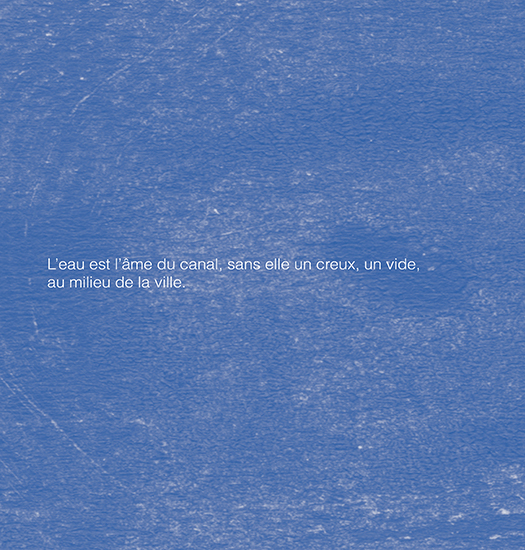 L'eau est l'âme du canal, sans elle un creux, un vide,
au milieu de la ville.